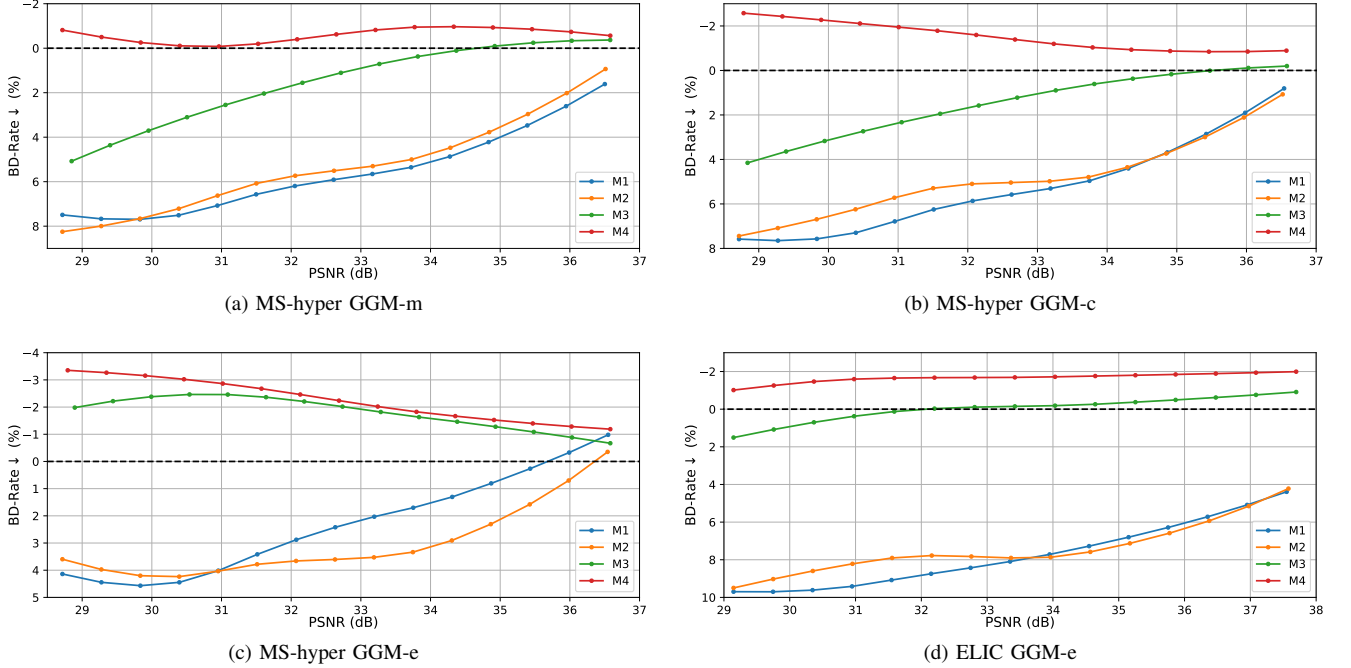 −2
0
2
4
6
8
BD-Rate ↓ (%)
M1
M2
M3
M4
29 30 31 32 33 34 35 36 37
PSNR (dB)
(a) MS-hyper GGM-m
−2
0
2
4
6
8
BD-Rate ↓ (%)
M1
M2
M3
M4
29 30 31 32 33 34 35 36 37
PSNR (dB)
(b) MS-hyper GGM-c
−4
−3
−2
−1
0
1
2
3
4
5
BD-Rate ↓ (%)
M1
M2
M3
M4
29 30 31 32 33 34 35 36 37
PSNR (dB)
(c) MS-hyper GGM-e
−2
0
2
4
6
8
10
BD-Rate ↓ (%)
M1
M2
M3
M4
29 30 31 32 33 34 35 36 37 38
PSNR (dB)
(d) ELIC GGM-e